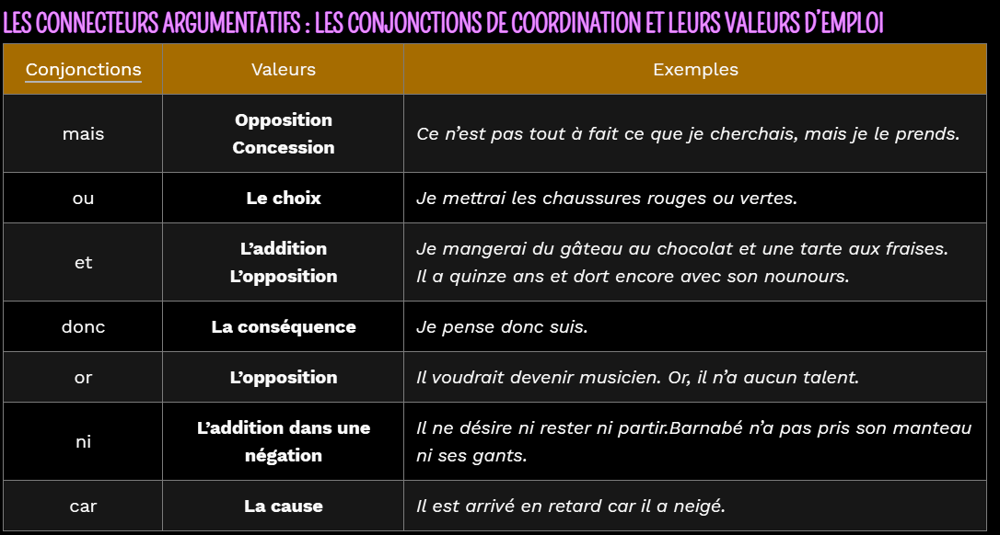 LES CONNECTEURS ARGUMENTATIFS : LES CONJONCTIONS DE COORDINATION ET LEURS VALEURS D’EMPLOI
Conjonctions Valeurs Exemples
mais Opposition Ce n’est pas tout à fait ce que je cherchais, mais je le prends.
Concession
ou Le choix Je mettrai les chaussures rouges ou vertes.
et L’addition Je mangerai du gâteau au chocolat et une tarte aux fraises.
L’opposition Il a quinze ans et dort encore avec son nounours.
donc La conséquence Je pense donc suis.
or L’opposition Il voudrait devenir musicien. Or, il n’a aucun talent.
ni L’addition dans une Il ne désire ni rester ni partir.Barnabé n’a pas pris son manteau
négation ni ses gants.
car La cause Il est arrivé en retard car il a neigé.